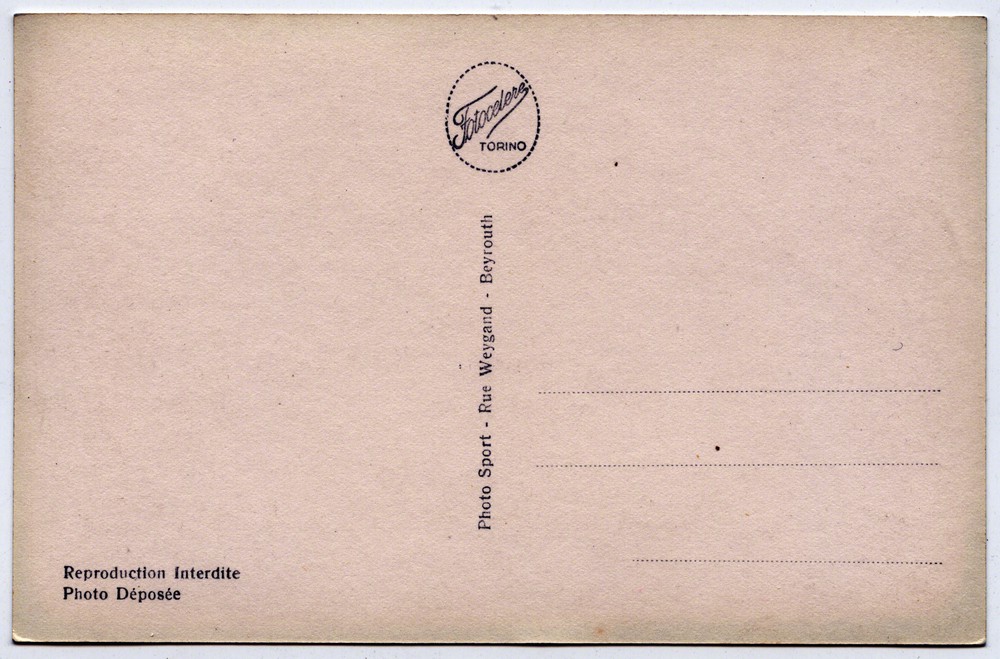 Fotocelere
TORINO
Photo Sport - Rue Weygand - Beyrouth
Reproduction Interdite
Photo Déposée